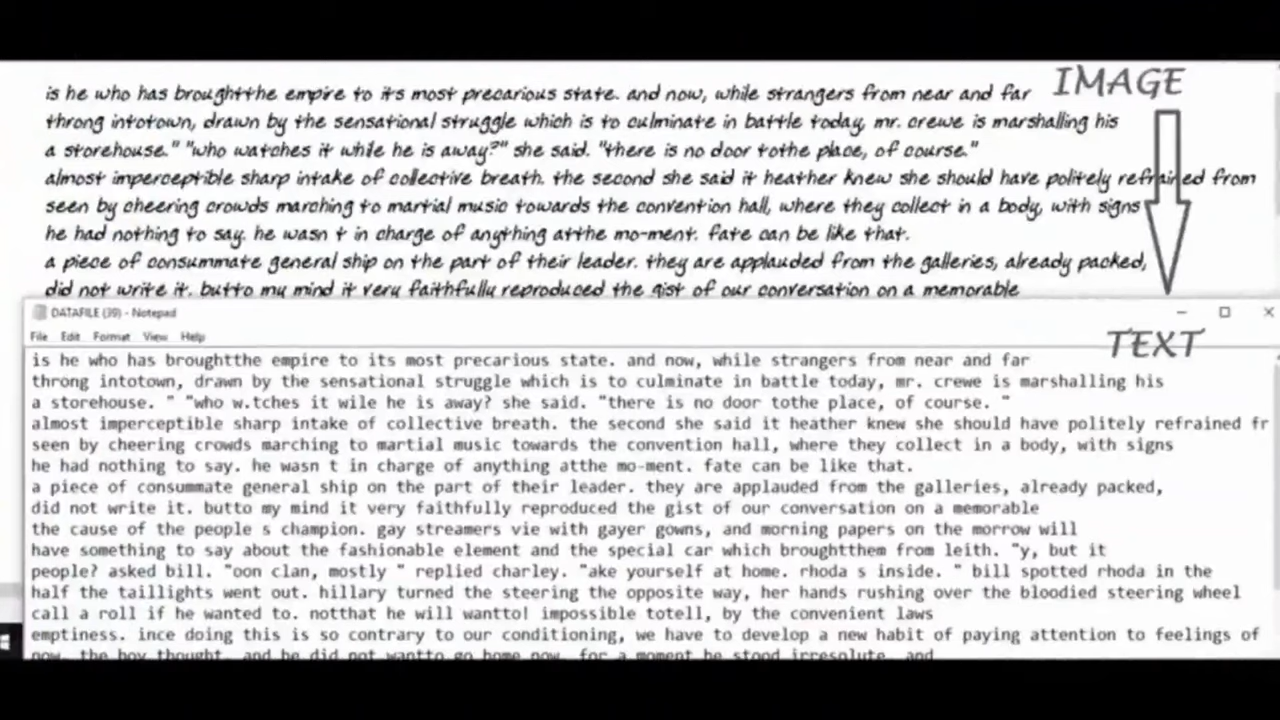 IMAGE
is he who has broughtthe empire to its most precarious state. and now, while strangers from near and far
throng intotown, drawn by the sensational struggle which is to culminate in battle today, mr. crewe is marshalling his
a storehouse." "who watches it while he is away?" she said. "there is no door tothe place, of course."
almost imperceptible sharp intake of collective breath. the second she said it heather knew she should have politely refrained from
seen by cheering crowds marching to martial music towards the convention hall, where they collect in a body, with signs
he had nothing to say. he wasn t in charge of anything atthe mo-ment. fate can be like that.
a piece of consummate general ship on the part of their leader. they are applauded from the galleries, already packed,
did not write it. butto my mind it very faithfully reproduced the gist of our conversation on a memorable
DATAFILE (39) - Notepad
File Edit Format View Help
TEXT
is he who has broughtthe empire to its most precarious state. and now, while strangers from near and far
throng intotown, drawn by the sensational struggle which is to culminate in battle today, mr. crewe is marshalling his
a storehouse. " "who w.tches it wile he is away? she said. "there is no door tothe place, of course. "
almost imperceptible sharp intake of collective breath. the second she said it heather knew she should have politely refrained fr
seen by cheering crowds marching to martial music towards the convention hall, where they collect in a body, with signs
he had nothing to say. he wasn t in charge of anything atthe mo-ment. fate can be like that.
a piece of consummate general ship on the part of their leader. they are applauded from the galleries, already packed,
did not write it. butto my mind it very faithfully reproduced the gist of our conversation on a memorable
the cause of the people s champion. gay streamers vie with gayer gowns, and morning papers on the morrow will
have something to say about the fashionable element and the special car which broughtthem from leith. "y, but it
people? asked bill. "oon clan, mostly " replied charley. "ake yourself at home. rhoda s inside. " bill spotted rhoda in the
half the taillights went out. hillary turned the steering the opposite way, her hands rushing over the bloodied steering wheel
call a roll if he wanted to. notthat he will wantto! impossible totell, by the convenient laws
emptiness. ince doing this is so contrary to our conditioning, we have to develop a new habit of paying attention to feelings of
now, the boy thought, and he did not wantto go home now. for a moment he stood irresolute, and